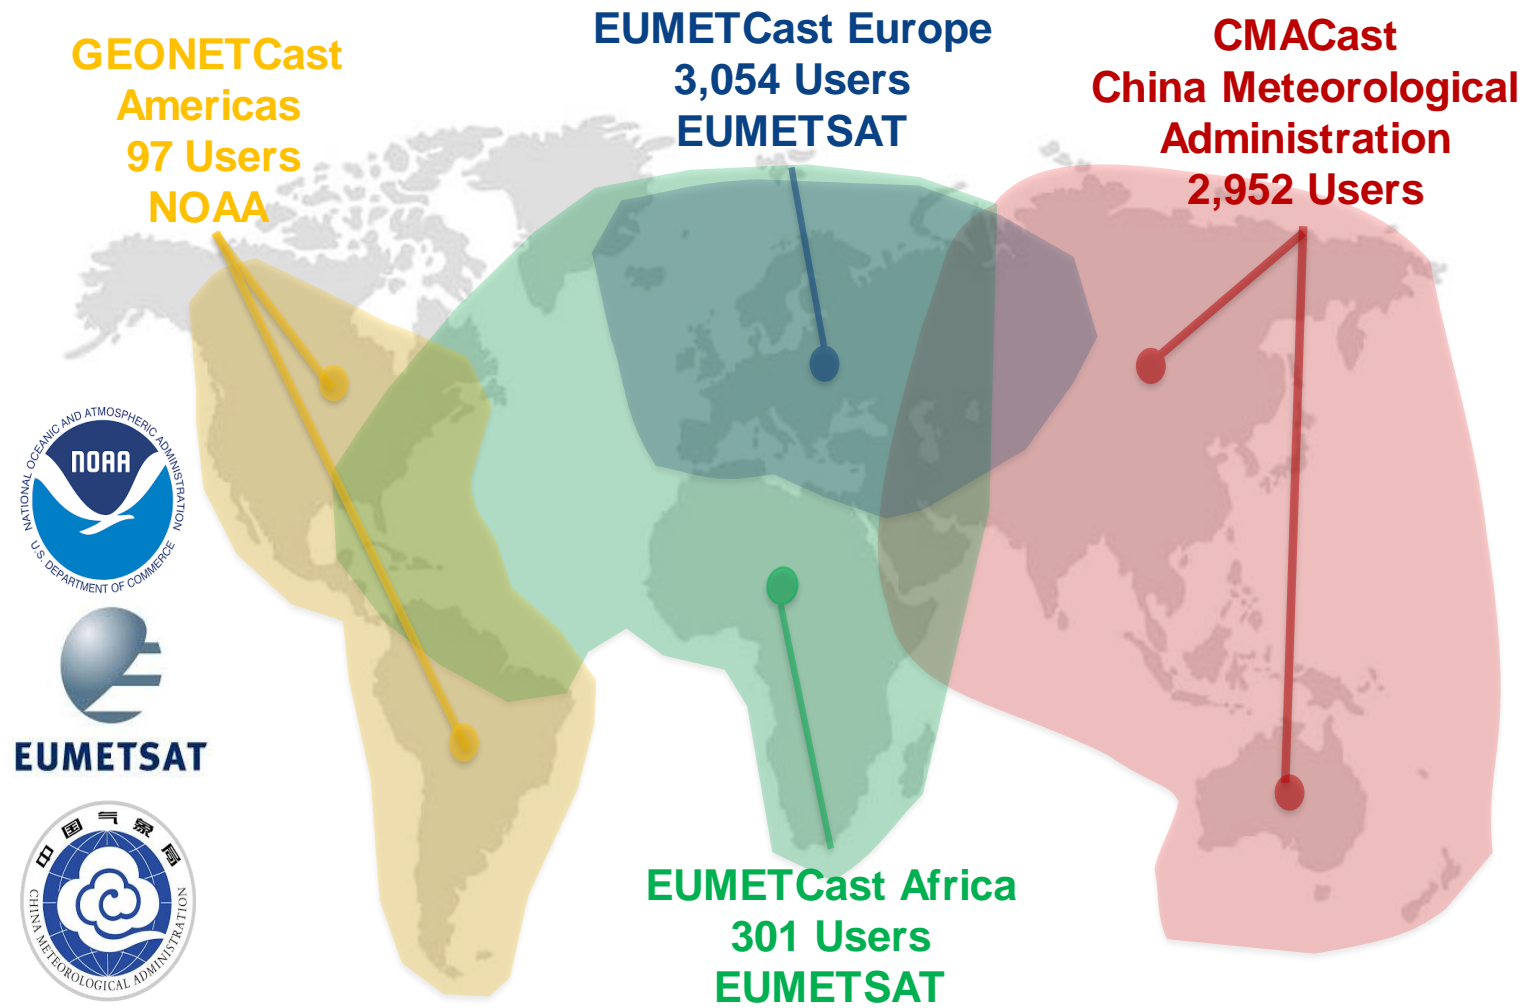 GEONETCast
Americas
97 Users
NOAA
EUMETCast Europe
3,054 Users
EUMETSAT
CMACast
China Meteorological
Administration
2,952 Users
NATIONAL OCEANIC AND ATMOSPHERIC ADMINISTRATION
NOAA
U.S. DEPARTMENT OF COMMERCE
EUMETSAT
中国气象局
CHINA METEOROLOGICAL ADMINISTRATION
EUMETCast Africa
301 Users
EUMETSAT